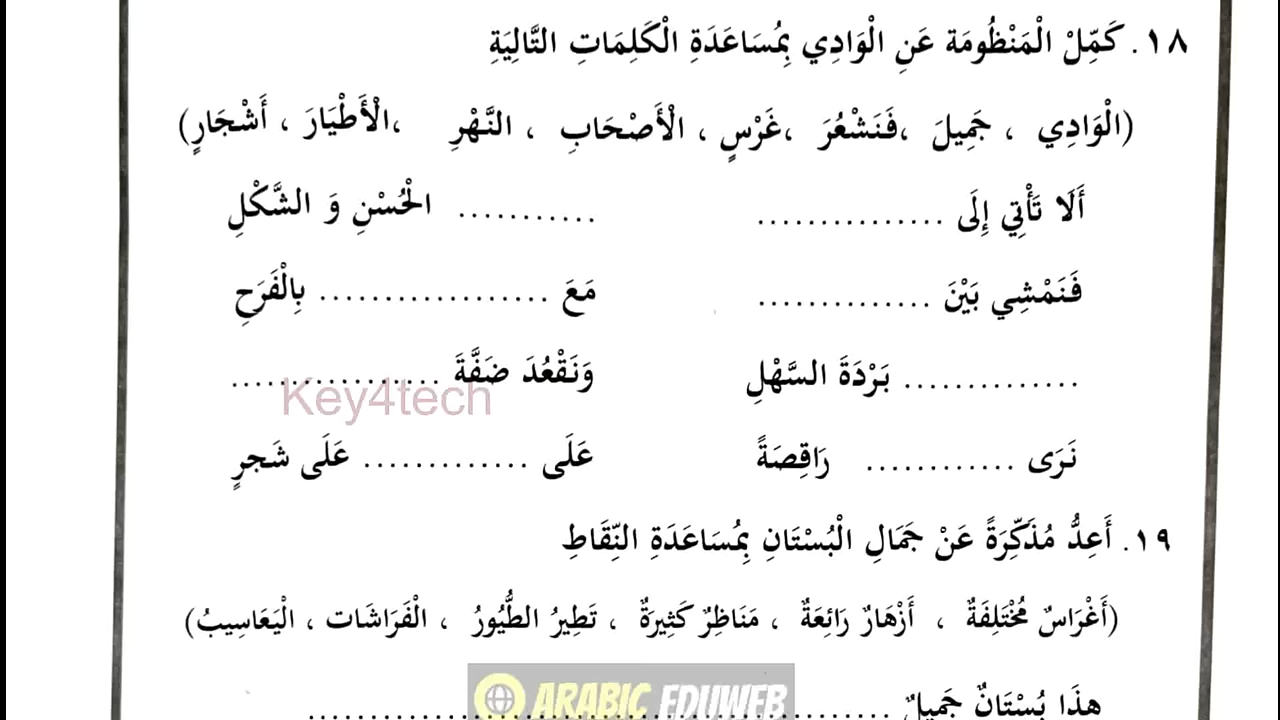 ١٨. كَمِّلْ الْمَنْظُومَة عَنِ الْوَادِي بِمُسَاعَدَةِ الْكَلِمَاتِ التَّالِيَةِ
(الْوَادِي ، جَمِيلَ ،فَنَشْعُرَ ،غَرْسٍ ، الْأَصْحَابِ ، النَّهْرِ ،الْأَطْيَارَ ، أَشْجَارٍ)
أَلَا تَأْتِي إِلَى ............... ........... الْحُسْنِ وَ الشَّكْلِ
فَنَمْشِي بَيْنَ .............. مَعَ .................. بِالْفَرَحِ
.............. بَرْدَةَ السَّهْلِ وَنَقْعُدَ ضَفَّةَ ................
Key4tech
نَرَى ............ رَاقِصَةً عَلَى ............. عَلَى شَجرٍ
١٩. أَعِدُّ مُذَكِّرَةً عَنْ جَمَالِ الْبُسْتَانِ بِمُسَاعَدَةِ النِّقَاطِ
(أَغْرَاسٌ مُخْتَلِفَةٌ ، أَزْهَارٌ رَائِعَةٌ ، مَنَاظِرُ كَثِيرَةٌ ، تَطِيرُ الطُّيُورُ ، الْفَرَاشَات ، الْيَعَاسِيبُ)
هذَا بُسْتَانٌ جَمِيلٌ ..............................................
ARABIC EDUWEB